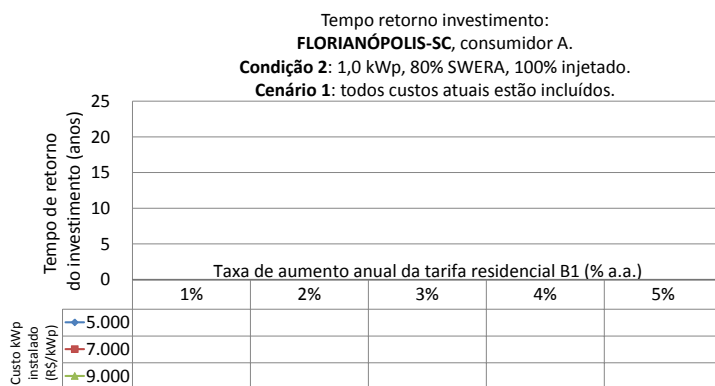 Tempo retorno investimento:
FLORIANÓPOLIS-SC, consumidor A.
Condição 2: 1,0 kWp, 80% SWERA, 100% injetado.
Cenário 1: todos custos atuais estão incluídos.
Tempo de retorno
do investimento (anos)
25
20
15
10
5
0
Taxa de aumento anual da tarifa residencial B1 (% a.a.)
1% 2% 3% 4% 5%
Custo kWp
instalado
(R$/kWp)
5.000
7.000
9.000